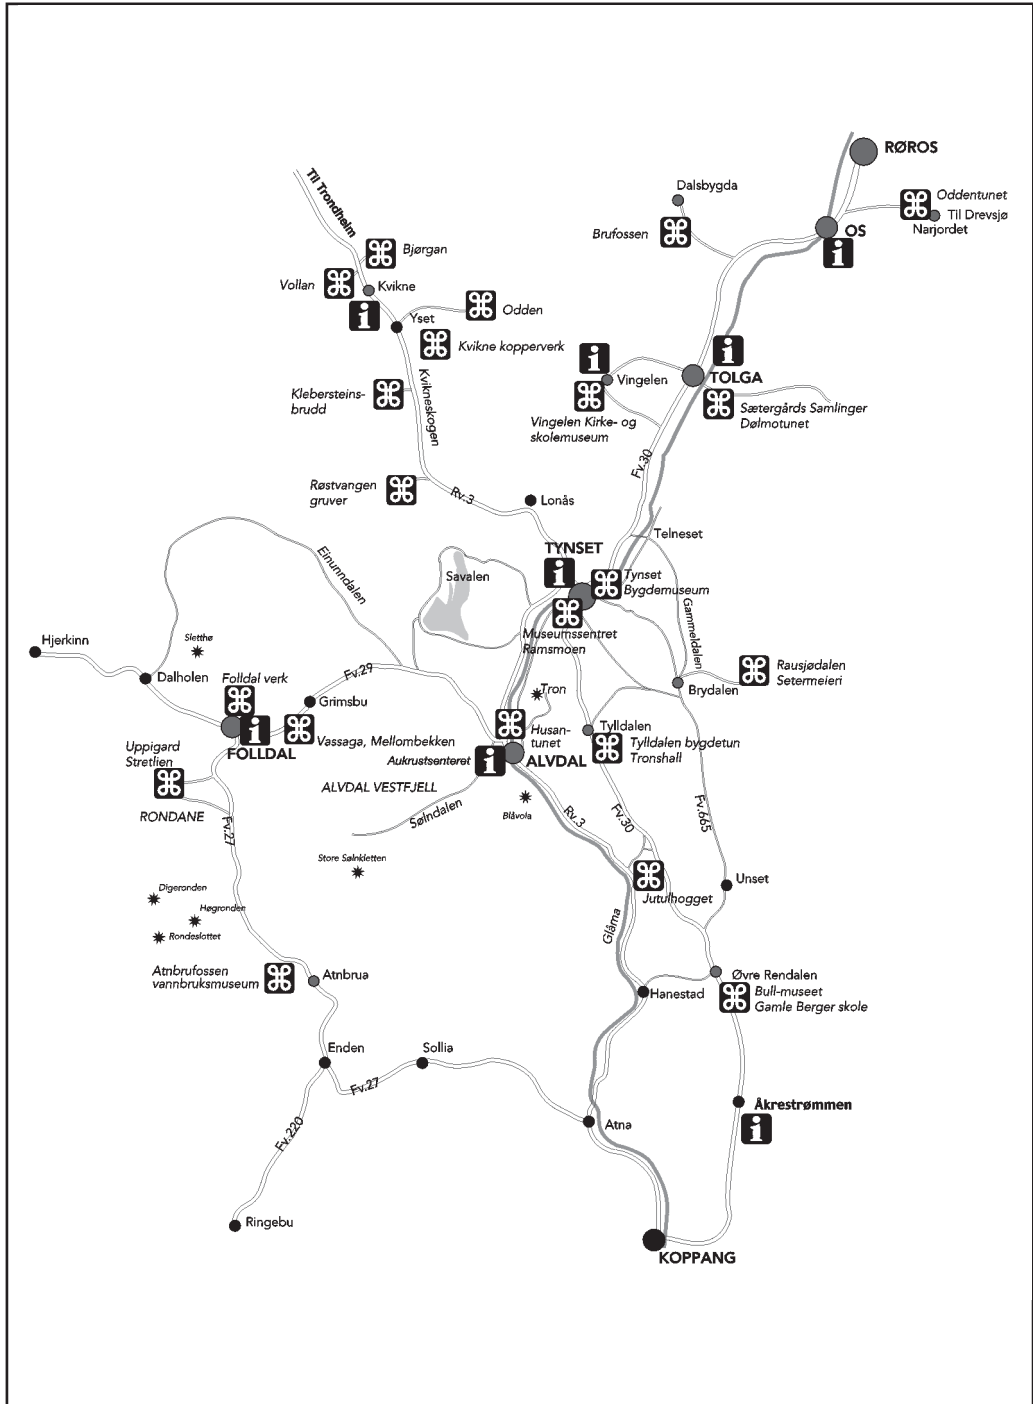 RØROS
Dalsbygda
Oddentunet
Til Drevsjø
Narjordet
Til Trondheim
Brufossen
OS
Bjørgan
Vollan
Kvikne
Odden
Yset
Kvikne kopperverk
Kvikneskogen
Vingelen
TOLGA
Klebersteins-
brudd
Vingelen Kirke- og
skolemuseum
Sætergårds Samlinger
Dølmotunet
Fv.30
Røstvangen
gruver
Rv.3
Lonås
Telneset
TYNSET
Einunndalen
Savalen
Tynset
Bygdemuseum
Gammeldalen
Museumssentret
Ramsmoen
Hjerkinn
Sletthø
Dalholen
Folldal verk
Fv.29
Grimsbu
Tron
Brydalen
Rausjødalen
Setermeieri
FOLLDAL
Vassaga, Mellombekken
Husan-
tunet
Tylldalen
Tylldalen bygdetun
Tronshall
Uppigard
Stretlien
Aukrustsenteret
ALVDAL
ALVDAL VESTFJELL
Sølndalen
Blåvola
Rv.3
Fv.30
Fv.665
RONDANE
Fv.27
Store Sølnkletten
Unset
Digeronden
Høgronden
Rondeslottet
Jutulhogget
Glåma
Atnbrufossen
vannbruksmuseum
Atnbrua
Øvre Rendalen
Hanestad
Bull-museet
Gamle Berger skole
Enden
Sollia
Fv.27
Åkrestrømmen
Fv.220
Atna
Ringebu
KOPPANG